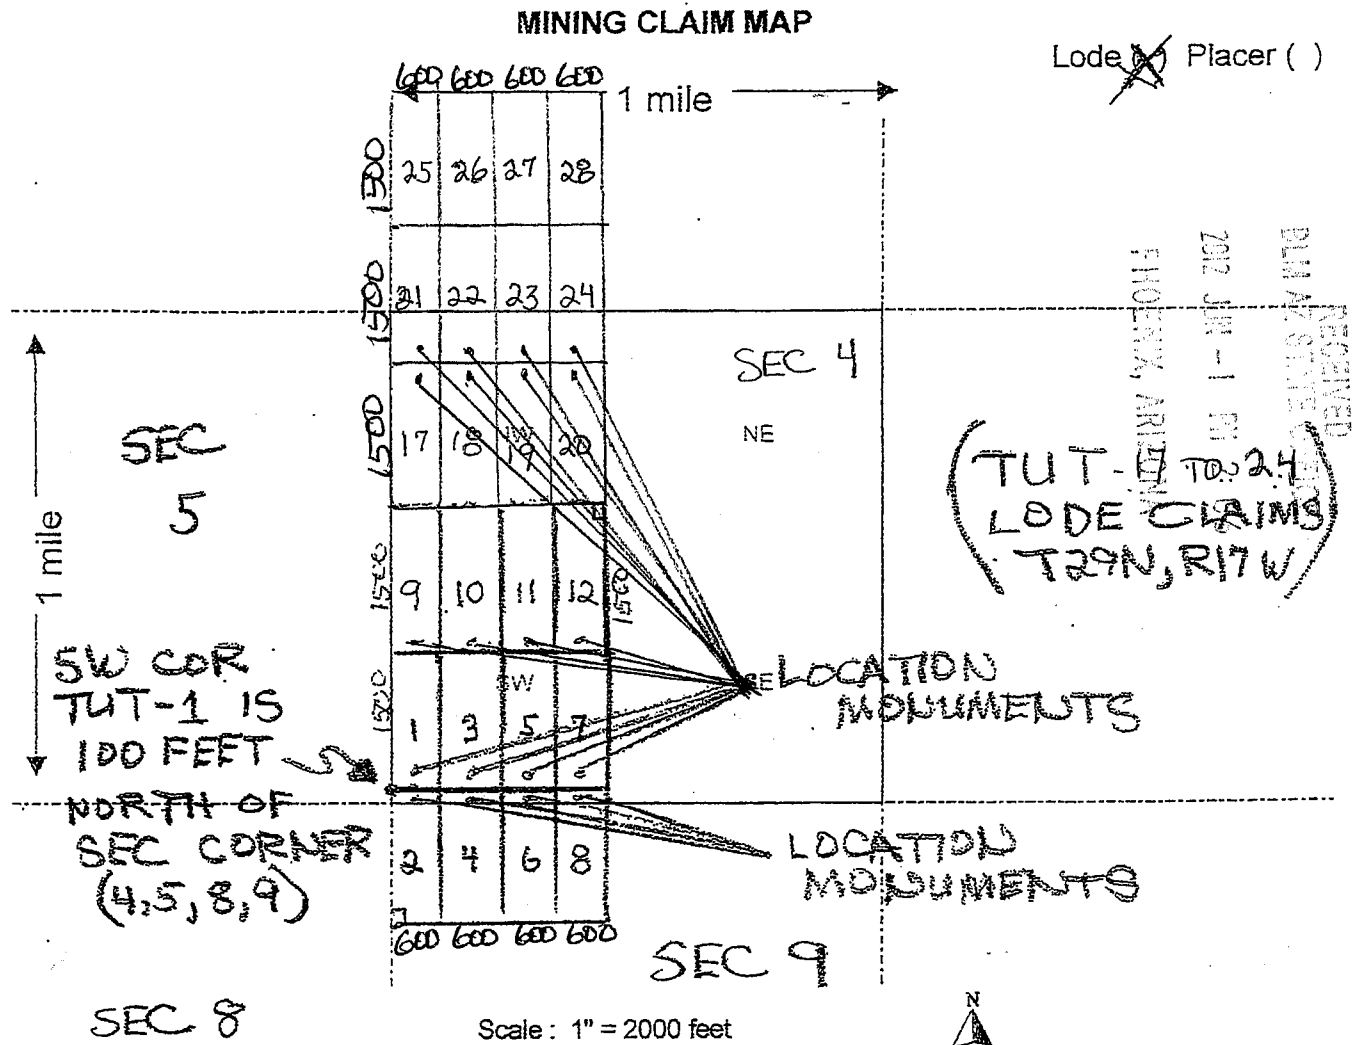 MINING CLAIM MAP
Lode (X) Placer ( )
600 600 600 600
1 mile
1500
25 26 27 28
1500
21 22 23 24
SEC 4
NE
RECEIVED
BLM AZ STATE
2012 JUN -1
PHOENIX, ARIZONA
SEC
5
1 mile
1500
17 18 19 20
(TUT-17 TO 24
LODE CLAIMS
T29N, R17W)
1500
9 10 11 12
1500
SW COR
TUT-1 IS
100 FEET
NORTH OF
SEC CORNER
(4,5,8,9)
1500
SW
1 3 5 7
SE
LOCATION
MONUMENTS
2 4 6 8
LOCATION
MONUMENTS
600 600 600 600
SEC 9
SEC 8
Scale : 1" = 2000 feet
N